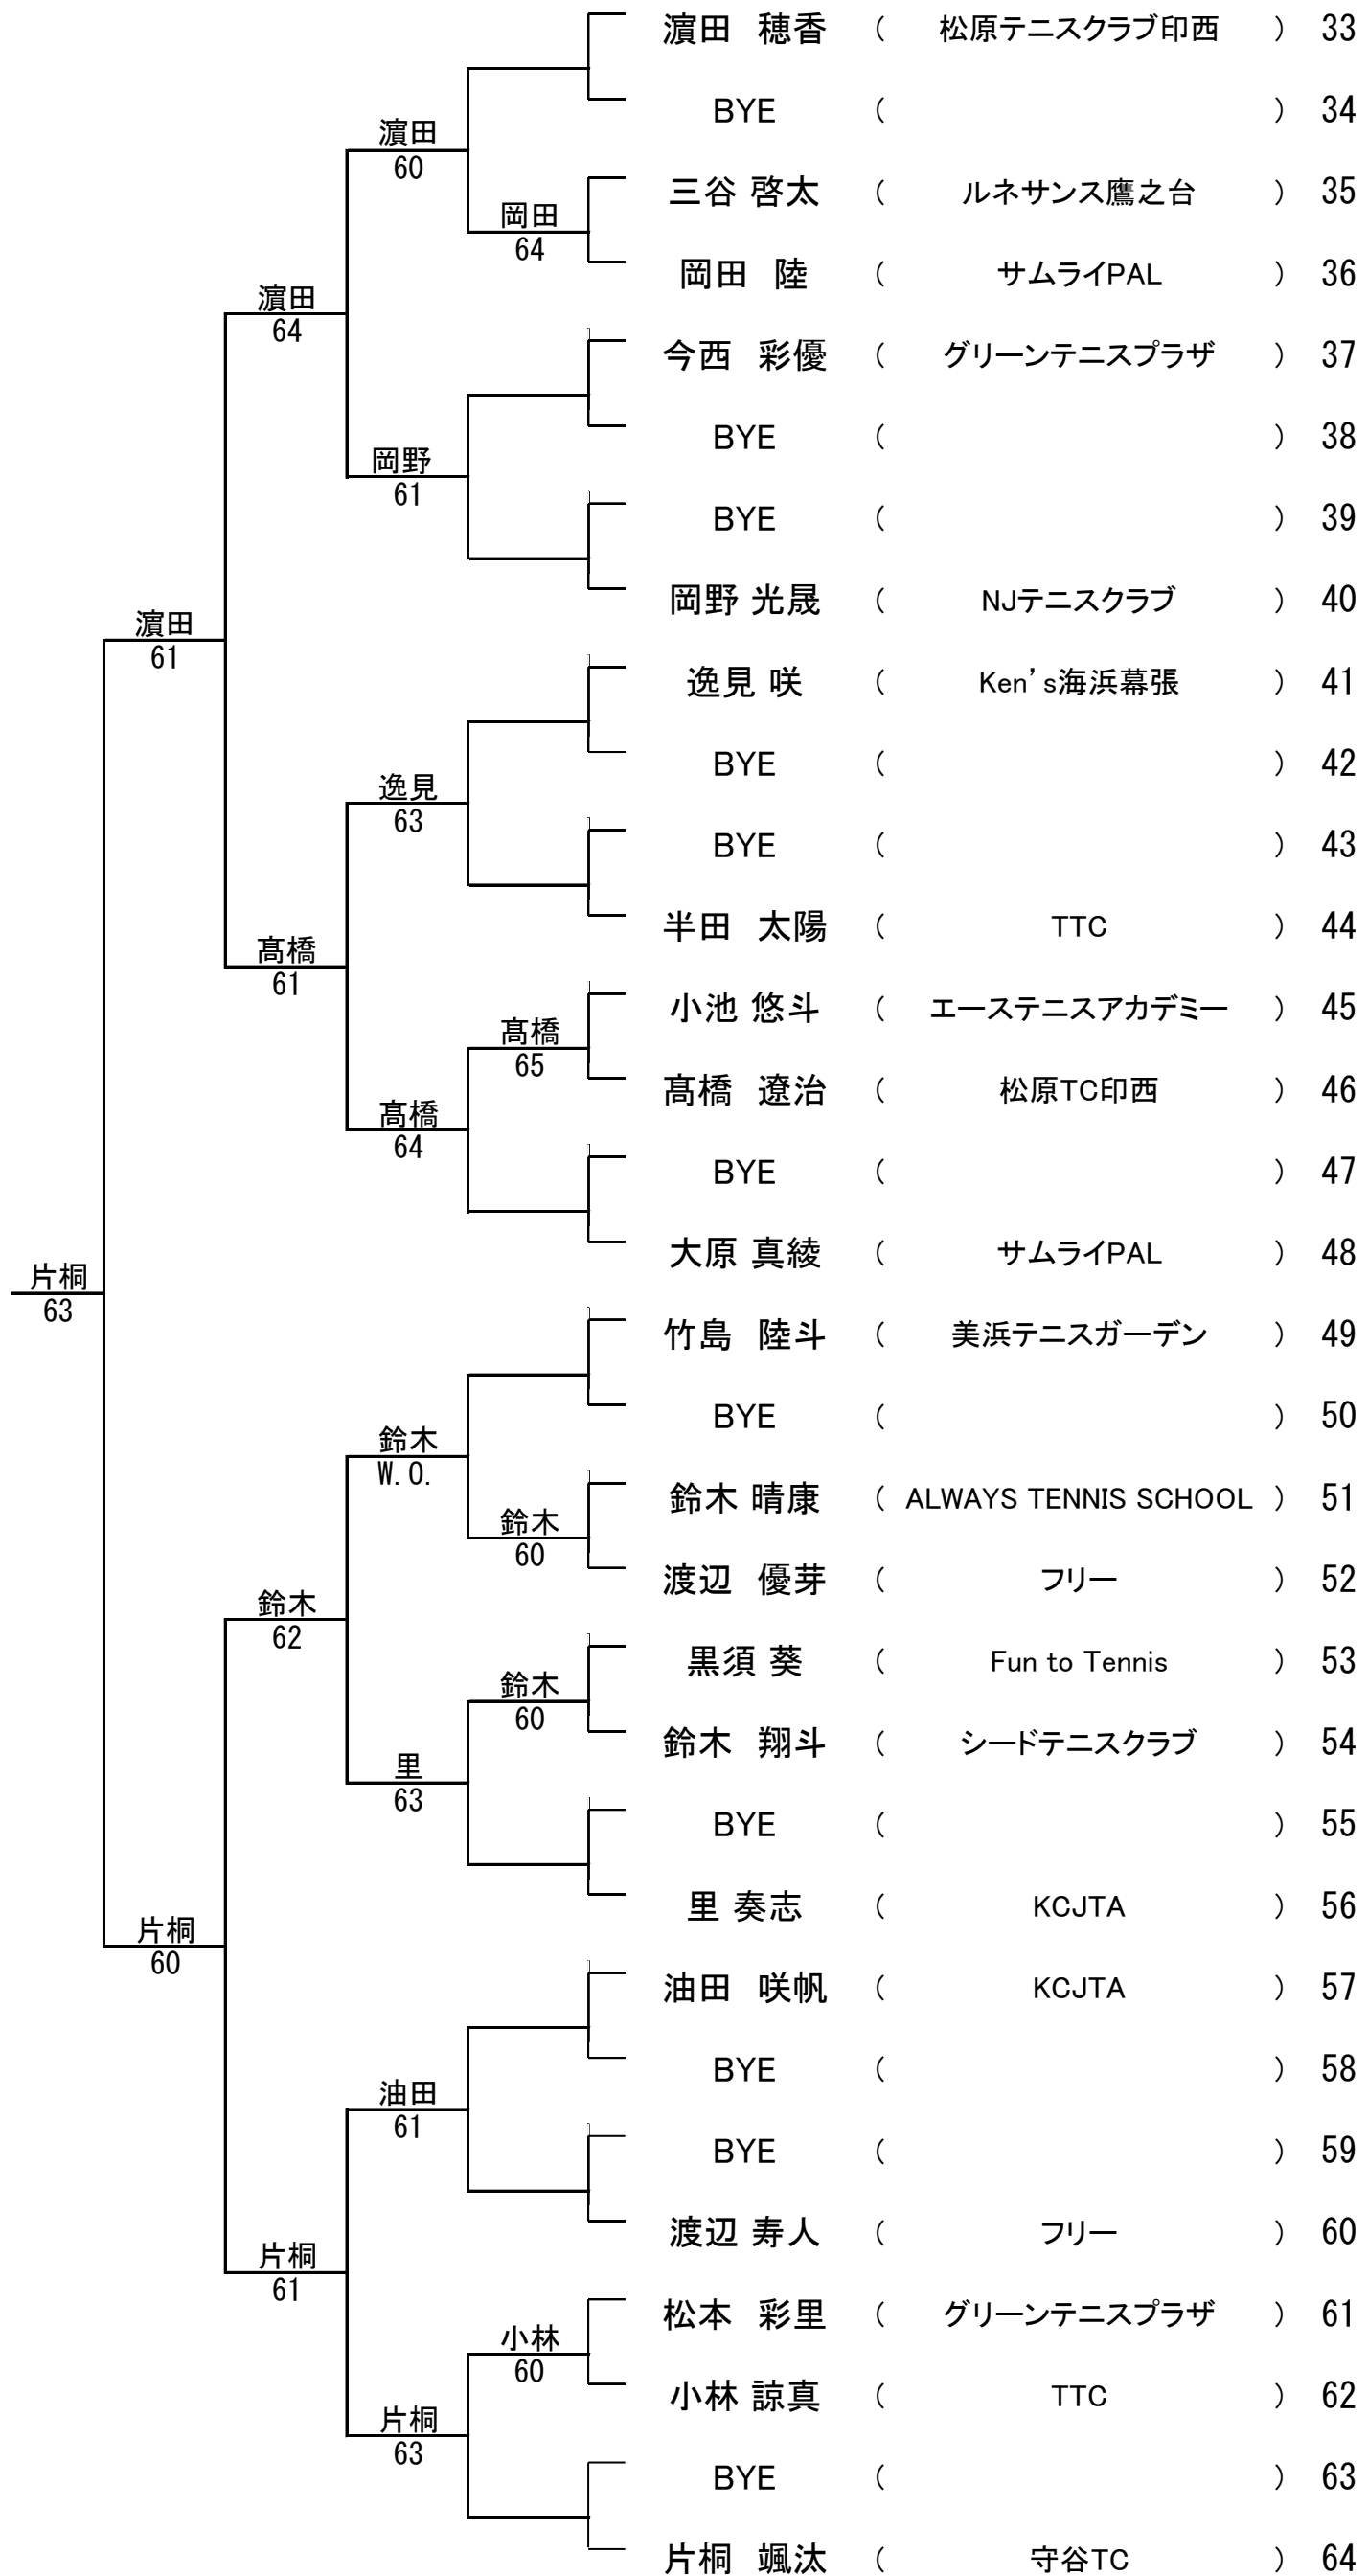 濵田　穂香 （ 松原テニスクラブ印西 ） 33
BYE （ ） 34
濵田
60
三谷 啓太 （ ルネサンス鷹之台 ） 35
岡田
64
岡田　陸 （ サムライPAL ） 36
濵田
64
今西　彩優 （ グリーンテニスプラザ ） 37
BYE （ ） 38
岡野
61
BYE （ ） 39
岡野 光晟 （ NJテニスクラブ ） 40
濵田
61
逸見 咲 （ Ken’s海浜幕張 ） 41
BYE （ ） 42
逸見
63
BYE （ ） 43
半田　太陽 （ TTC ） 44
髙橋
61
小池 悠斗 （ エーステニスアカデミー ） 45
髙橋
65
髙橋　遼治 （ 松原TC印西 ） 46
髙橋
64
BYE （ ） 47
大原 真綾 （ サムライPAL ） 48
片桐
63
竹島　陸斗 （ 美浜テニスガーデン ） 49
BYE （ ） 50
鈴木
W.O.
鈴木 晴康 （ ALWAYS TENNIS SCHOOL ） 51
鈴木
60
渡辺　優芽 （ フリー ） 52
鈴木
62
黒須 葵 （ Fun to Tennis ） 53
鈴木
60
鈴木　翔斗 （ シードテニスクラブ ） 54
里
63
BYE （ ） 55
里 奏志 （ KCJTA ） 56
片桐
60
油田　咲帆 （ KCJTA ） 57
BYE （ ） 58
油田
61
BYE （ ） 59
渡辺 寿人 （ フリー ） 60
片桐
61
松本　彩里 （ グリーンテニスプラザ ） 61
小林
60
小林 諒真 （ TTC ） 62
片桐
63
BYE （ ） 63
片桐　颯汰 （ 守谷TC ） 64